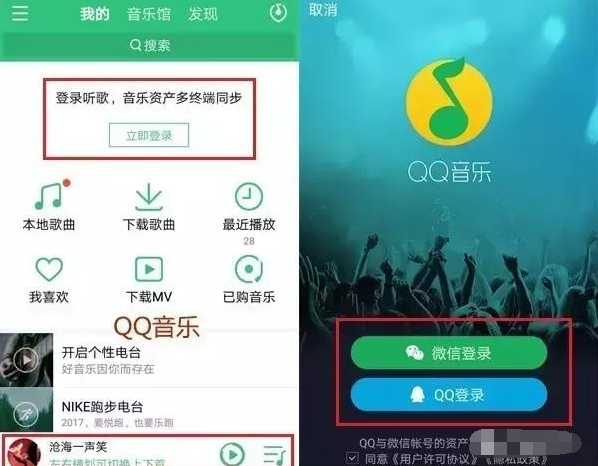 我的 音乐馆 发现
搜索
登录听歌，音乐资产多终端同步
立即登录
本地歌曲 下载歌曲 最近播放
28
我喜欢 下载MV 已购音乐
QQ音乐
开启个性电台
好音乐因你而存在
NIKE跑步电台
2017，要悦跑，也要乐跑
沧海一声笑
左右横划可切换上下首
取消
QQ音乐
微信登录
QQ登录
QQ与微信帐号的资产
同意《用户许可协议》《隐私政策》